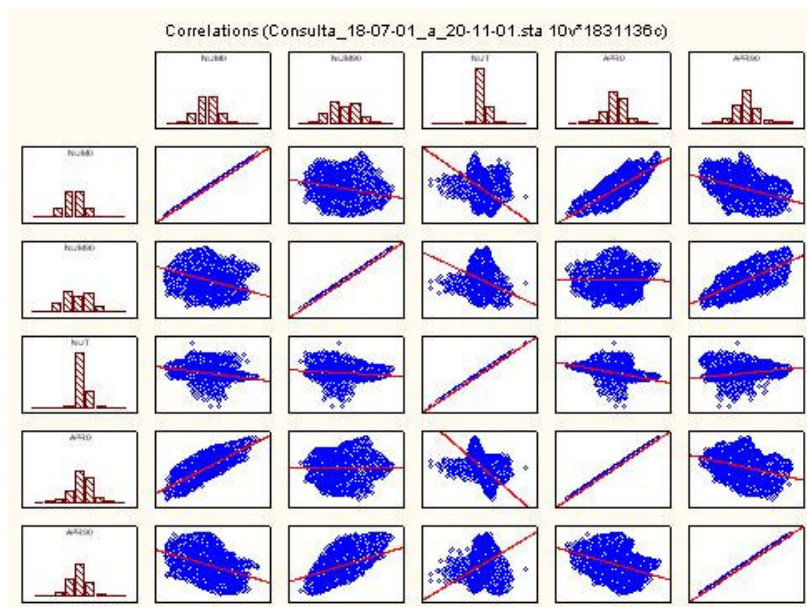 Correlations (Consulta_18-07-01_a_20-11-01.sta 10v*1831136c)
NUM0 NUM90 NUT APR0 APR90
NUM0
NUM90
NUT
APR0
APR90